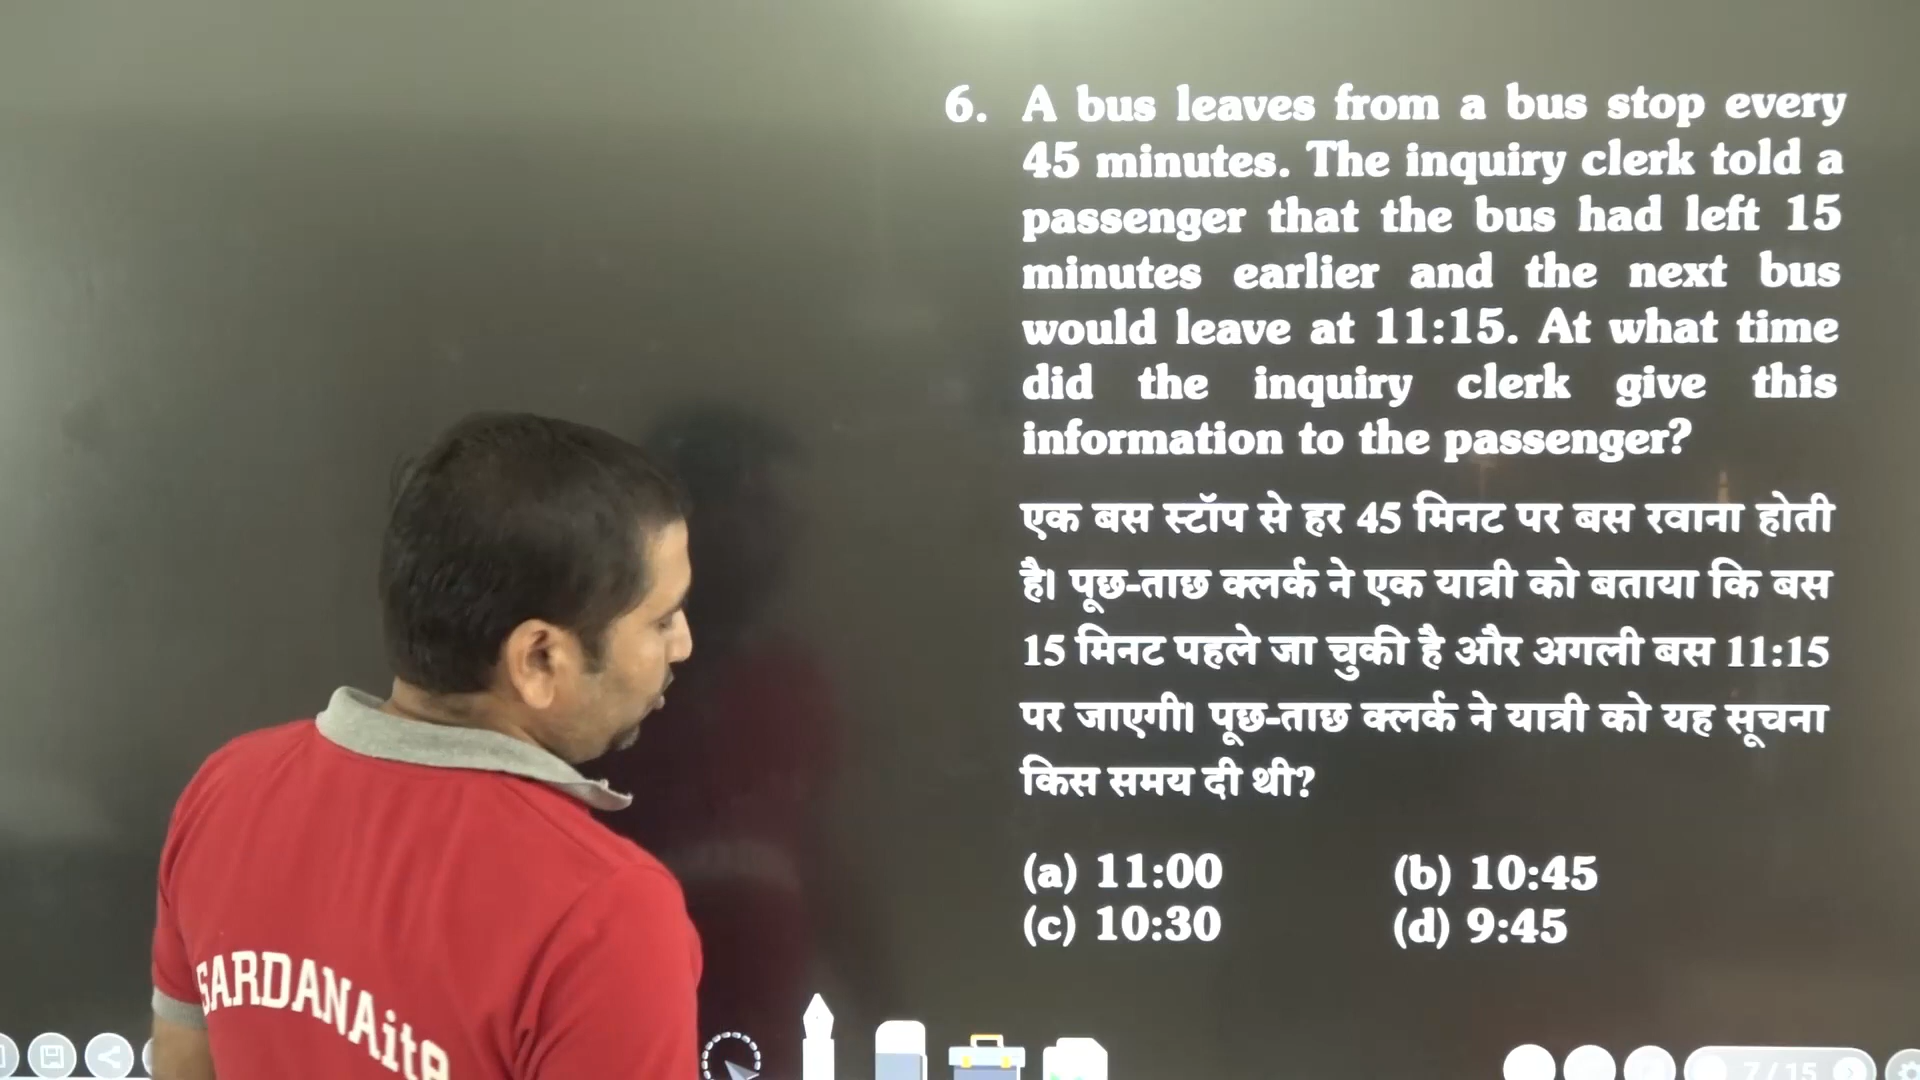 6. A bus leaves from a bus stop every
45 minutes. The inquiry clerk told a
passenger that the bus had left 15
minutes earlier and the next bus
would leave at 11:15. At what time
did the inquiry clerk give this
information to the passenger?
एक बस स्टॉप से हर 45 मिनट पर बस रवाना होती
है। पूछ-ताछ क्लर्क ने एक यात्री को बताया कि बस
15 मिनट पहले जा चुकी है और अगली बस 11:15
पर जाएगी। पूछ-ताछ क्लर्क ने यात्री को यह सूचना
किस समय दी थी?
(a) 11:00 (b) 10:45
(c) 10:30 (d) 9:45
SARDANAite
7/15